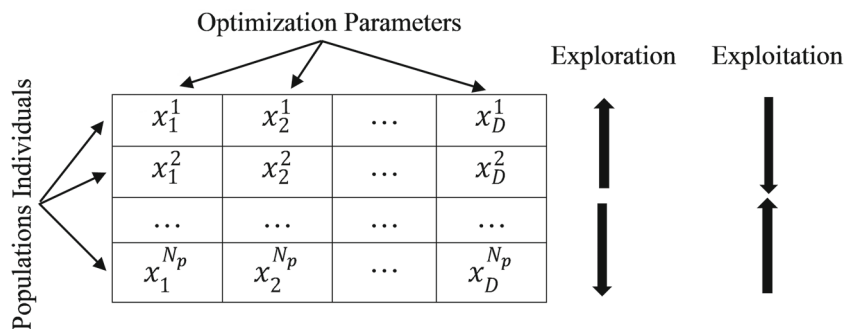 Optimization Parameters
Exploration Exploitation
Populations Individuals
x_1^1 x_2^1 ... x_D^1
x_1^2 x_2^2 ... x_D^2
... ... ... ...
x_1^{N_p} x_2^{N_p} ... x_D^{N_p}